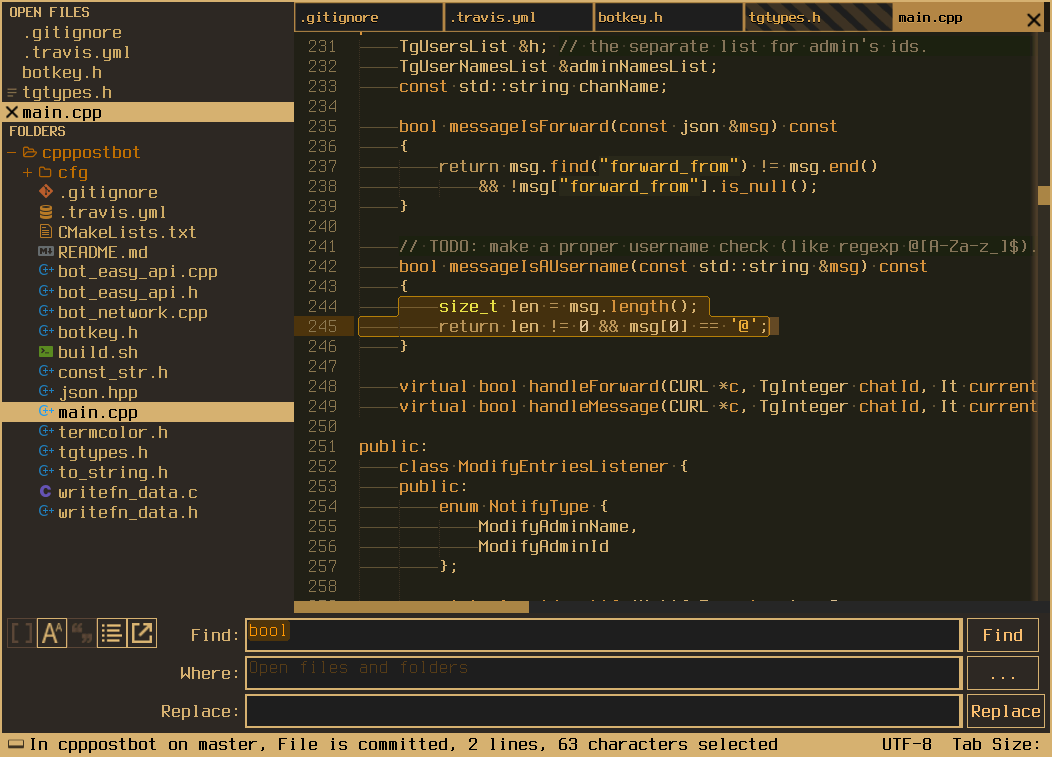 OPEN FILES
.gitignore
.travis.yml
botkey.h
tgtypes.h
main.cpp
FOLDERS
cpppostbot
cfg
.gitignore
.travis.yml
CMakeLists.txt
README.md
bot_easy_api.cpp
bot_easy_api.h
bot_network.cpp
botkey.h
build.sh
const_str.h
json.hpp
main.cpp
termcolor.h
tgtypes.h
to_string.h
writefn_data.c
writefn_data.h
.gitignore .travis.yml botkey.h tgtypes.h main.cpp
231 TgUsersList &h; // the separate list for admin's ids.
232 TgUserNamesList &adminNamesList;
233 const std::string chanName;
234
235 bool messageIsForward(const json &msg) const
236 {
237 return msg.find("forward_from") != msg.end()
238 && !msg["forward_from"].is_null();
239 }
240
241 // TODO: make a proper username check (like regexp @[A-Za-z_]$).
242 bool messageIsAUsername(const std::string &msg) const
243 {
244 size_t len = msg.length();
245 return len != 0 && msg[0] == '@';
246 }
247
248 virtual bool handleForward(CURL *c, TgInteger chatId, It current
249 virtual bool handleMessage(CURL *c, TgInteger chatId, It current
250
251 public:
252 class ModifyEntriesListener {
253 public:
254 enum NotifyType {
255 ModifyAdminName,
256 ModifyAdminId
257 };
258
Find: bool Find
Where: Open files and folders ...
Replace: Replace
In cpppostbot on master, File is committed, 2 lines, 63 characters selected UTF-8 Tab Size: